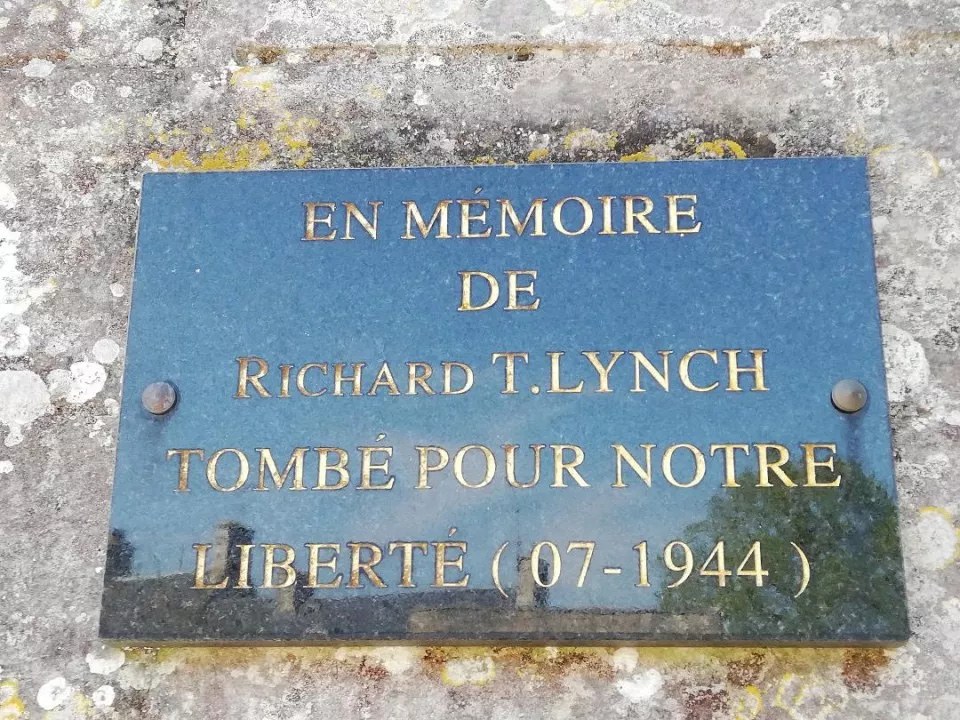 EN MÉMOIRE
DE
RICHARD T.LYNCH
TOMBÉ POUR NOTRE
LIBERTÉ ( 07-1944 )